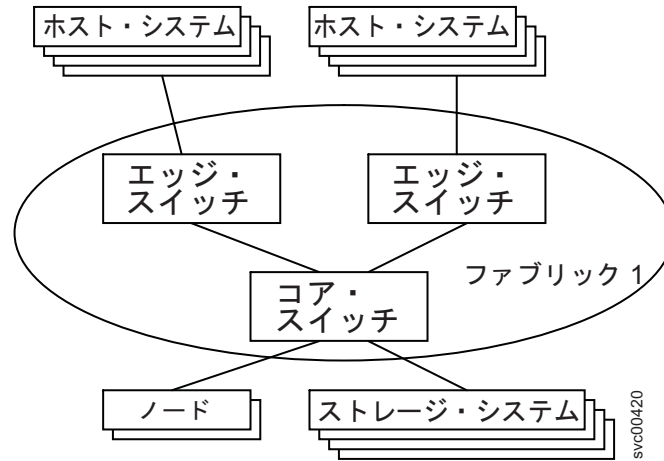 ホスト・システム
ホスト・システム
エッジ・
スイッチ
エッジ・
スイッチ
コア・
スイッチ
ファブリック 1
ノード
ストレージ・システム
svc00420